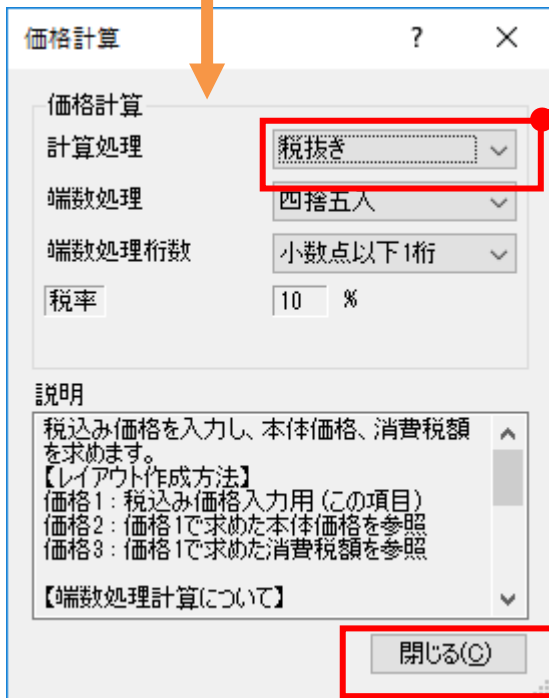 価格計算 ? ×
価格計算
計算処理 税抜き
端数処理 四捨五入
端数処理桁数 小数点以下1桁
税率 10 %
説明
税込み価格を入力し、本体価格、消費税額
を求めます。
【レイアウト作成方法】
価格1:税込み価格入力用(この項目)
価格2:価格1で求めた本体価格を参照
価格3:価格1で求めた消費税額を参照
【端数処理計算について】
閉じる(C)